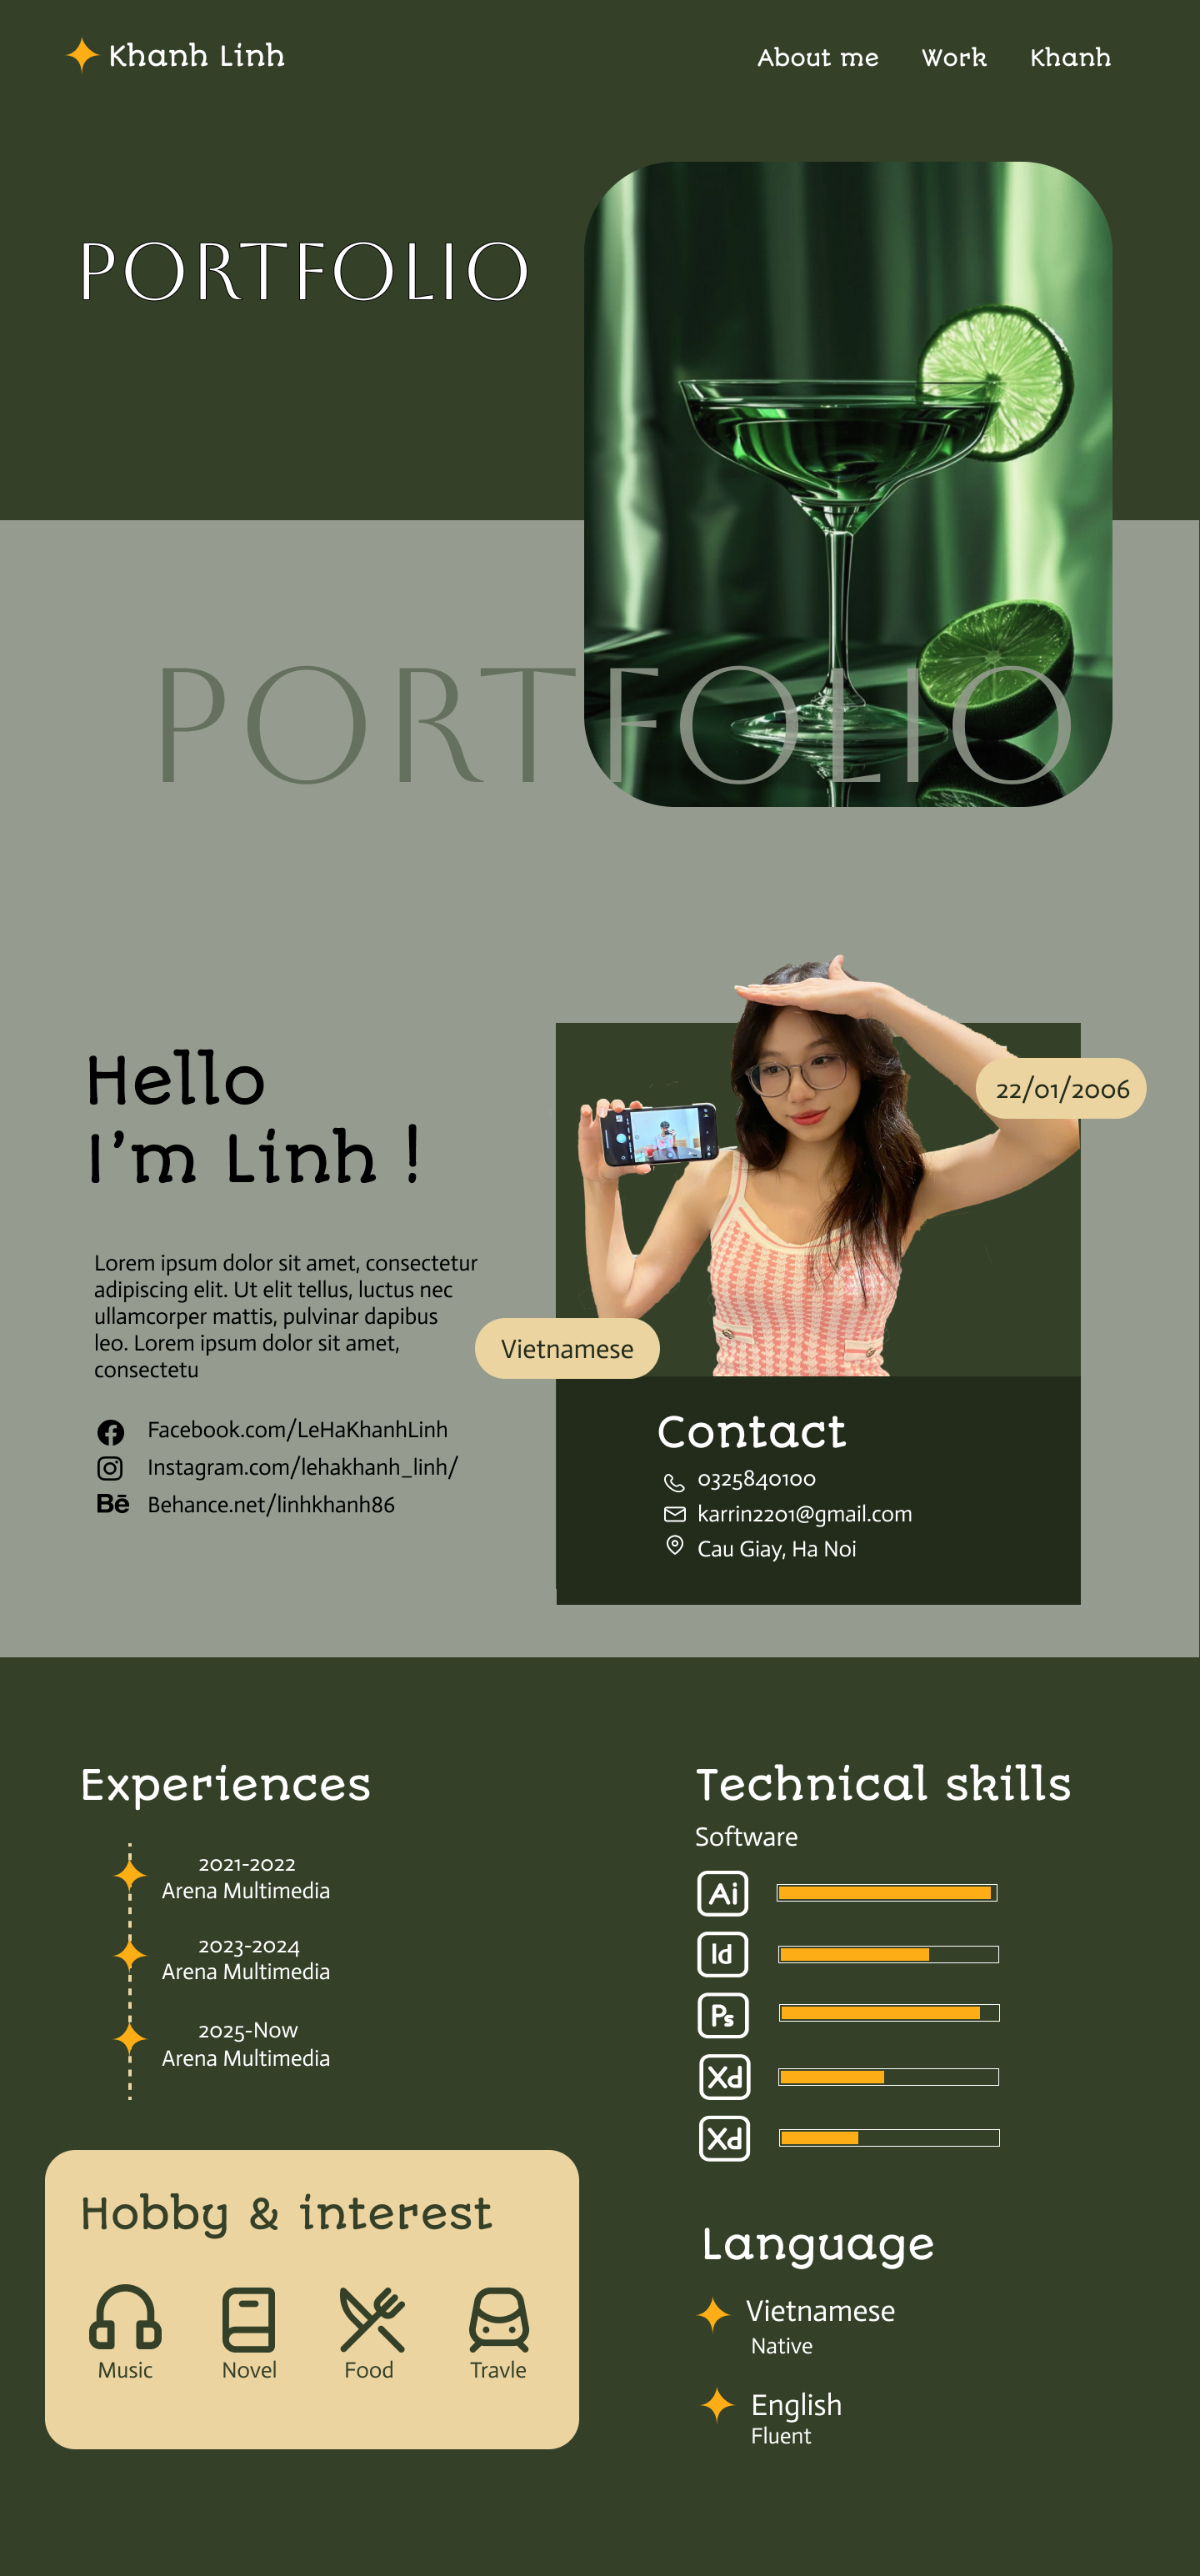 Khanh Linh
About me
Work
Khanh
PORTFOLIO
PORTFOLIO
Hello
I'm Linh !
Lorem ipsum dolor sit amet, consectetur
adipiscing elit. Ut elit tellus, luctus nec
ullamcorper mattis, pulvinar dapibus
leo. Lorem ipsum dolor sit amet,
consectetu
Facebook.com/LeHaKhanhLinh
Instagram.com/lehakhanh_linh/
Bē Behance.net/linhkhanh86
22/01/2006
Vietnamese
Contact
0325840100
karrin2201@gmail.com
Cau Giay, Ha Noi
Experiences
2021-2022
Arena Multimedia
2023-2024
Arena Multimedia
2025-Now
Arena Multimedia
Technical skills
Software
Ai
Id
Ps
Xd
Xd
Hobby & interest
Music
Novel
Food
Travle
Language
Vietnamese
Native
English
Fluent